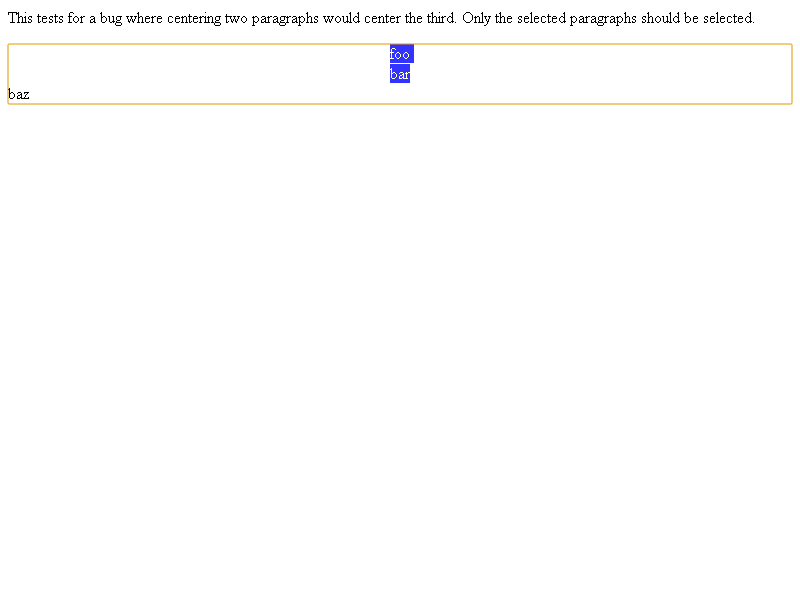 This tests for a bug where centering two paragraphs would center the third. Only the selected paragraphs should be selected.
foo
bar
baz